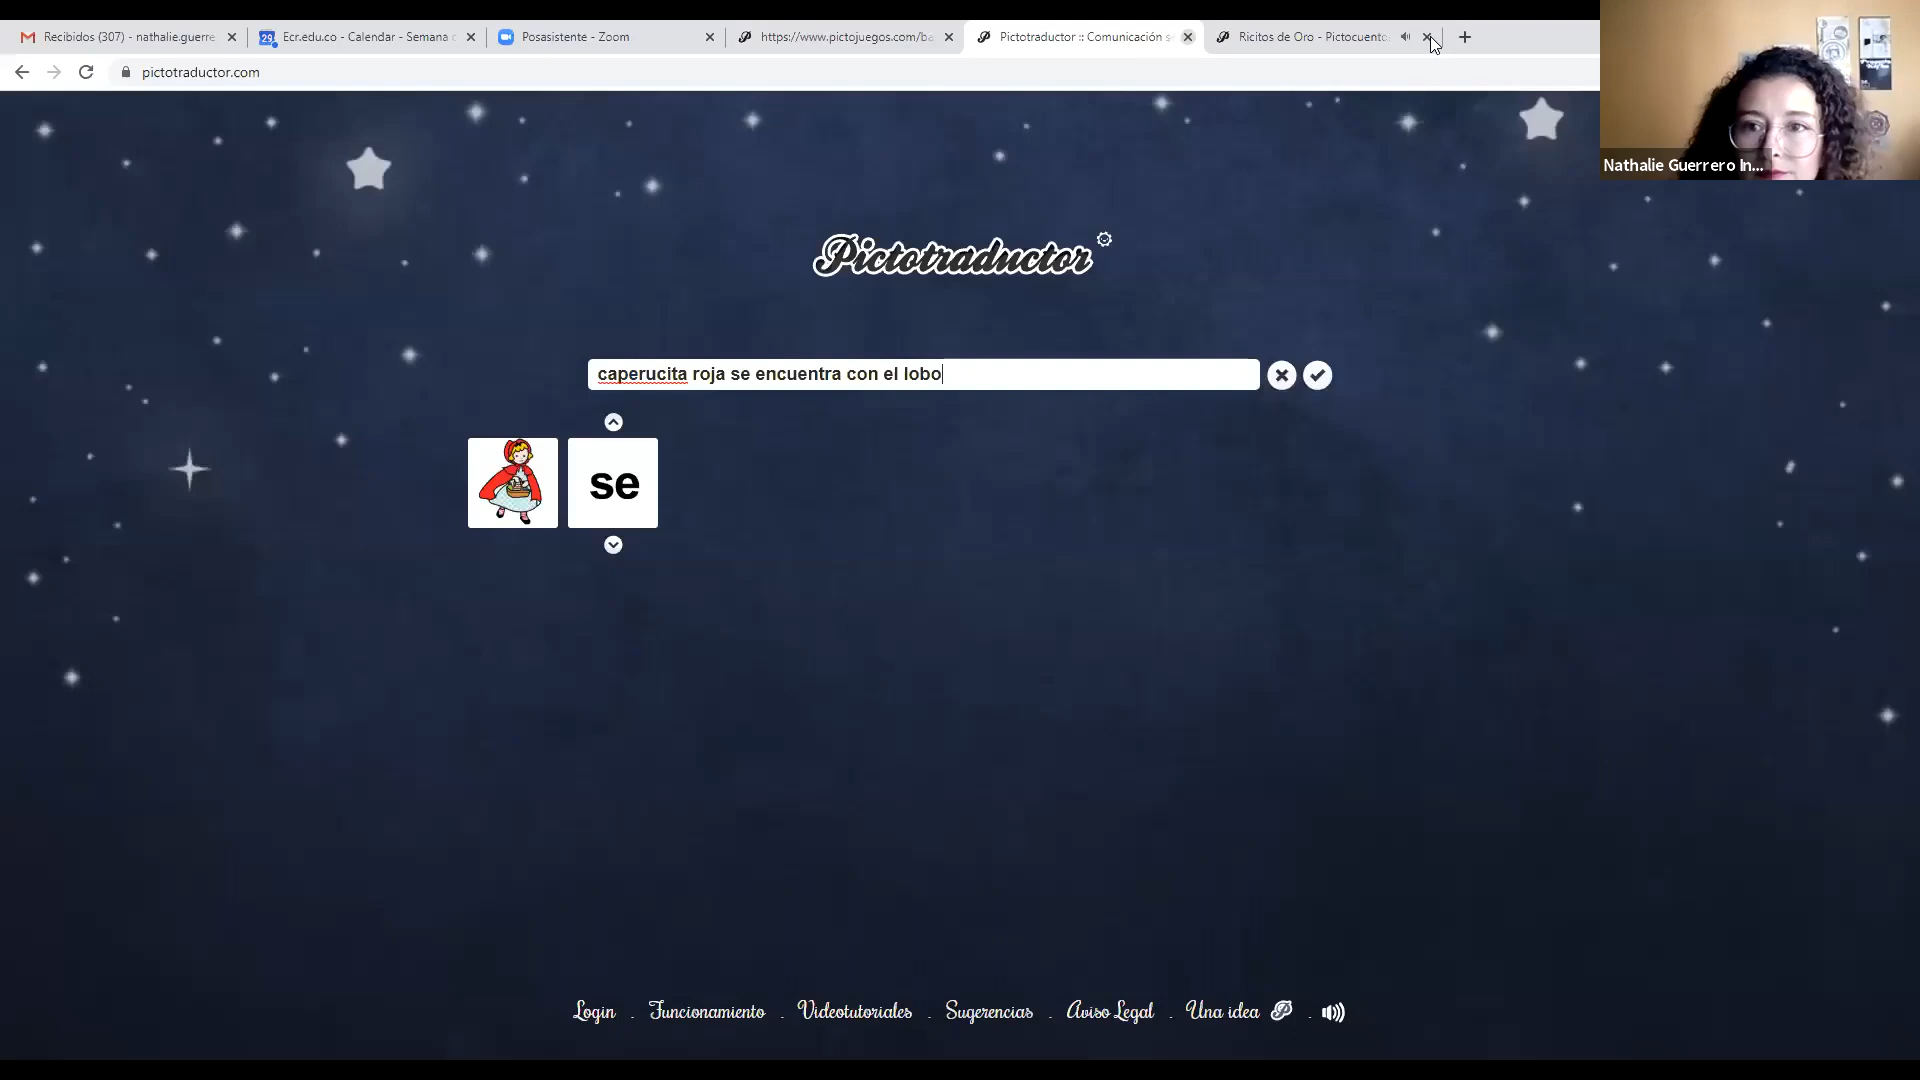 Recibidos (307) - nathalie.guerre
Ecr.edu.co - Calendar - Semana
Posasistente - Zoom
https://www.pictojuegos.com/ba
Pictotraductor :: Comunicación s
Ricitos de Oro - Pictocuento
pictotraductor.com
Nathalie Guerrero In...
Pictotraductor
caperucita roja se encuentra con el lobo
se
Login . Funcionamiento . Videotutoriales . Sugerencias . Aviso Legal . Una idea .